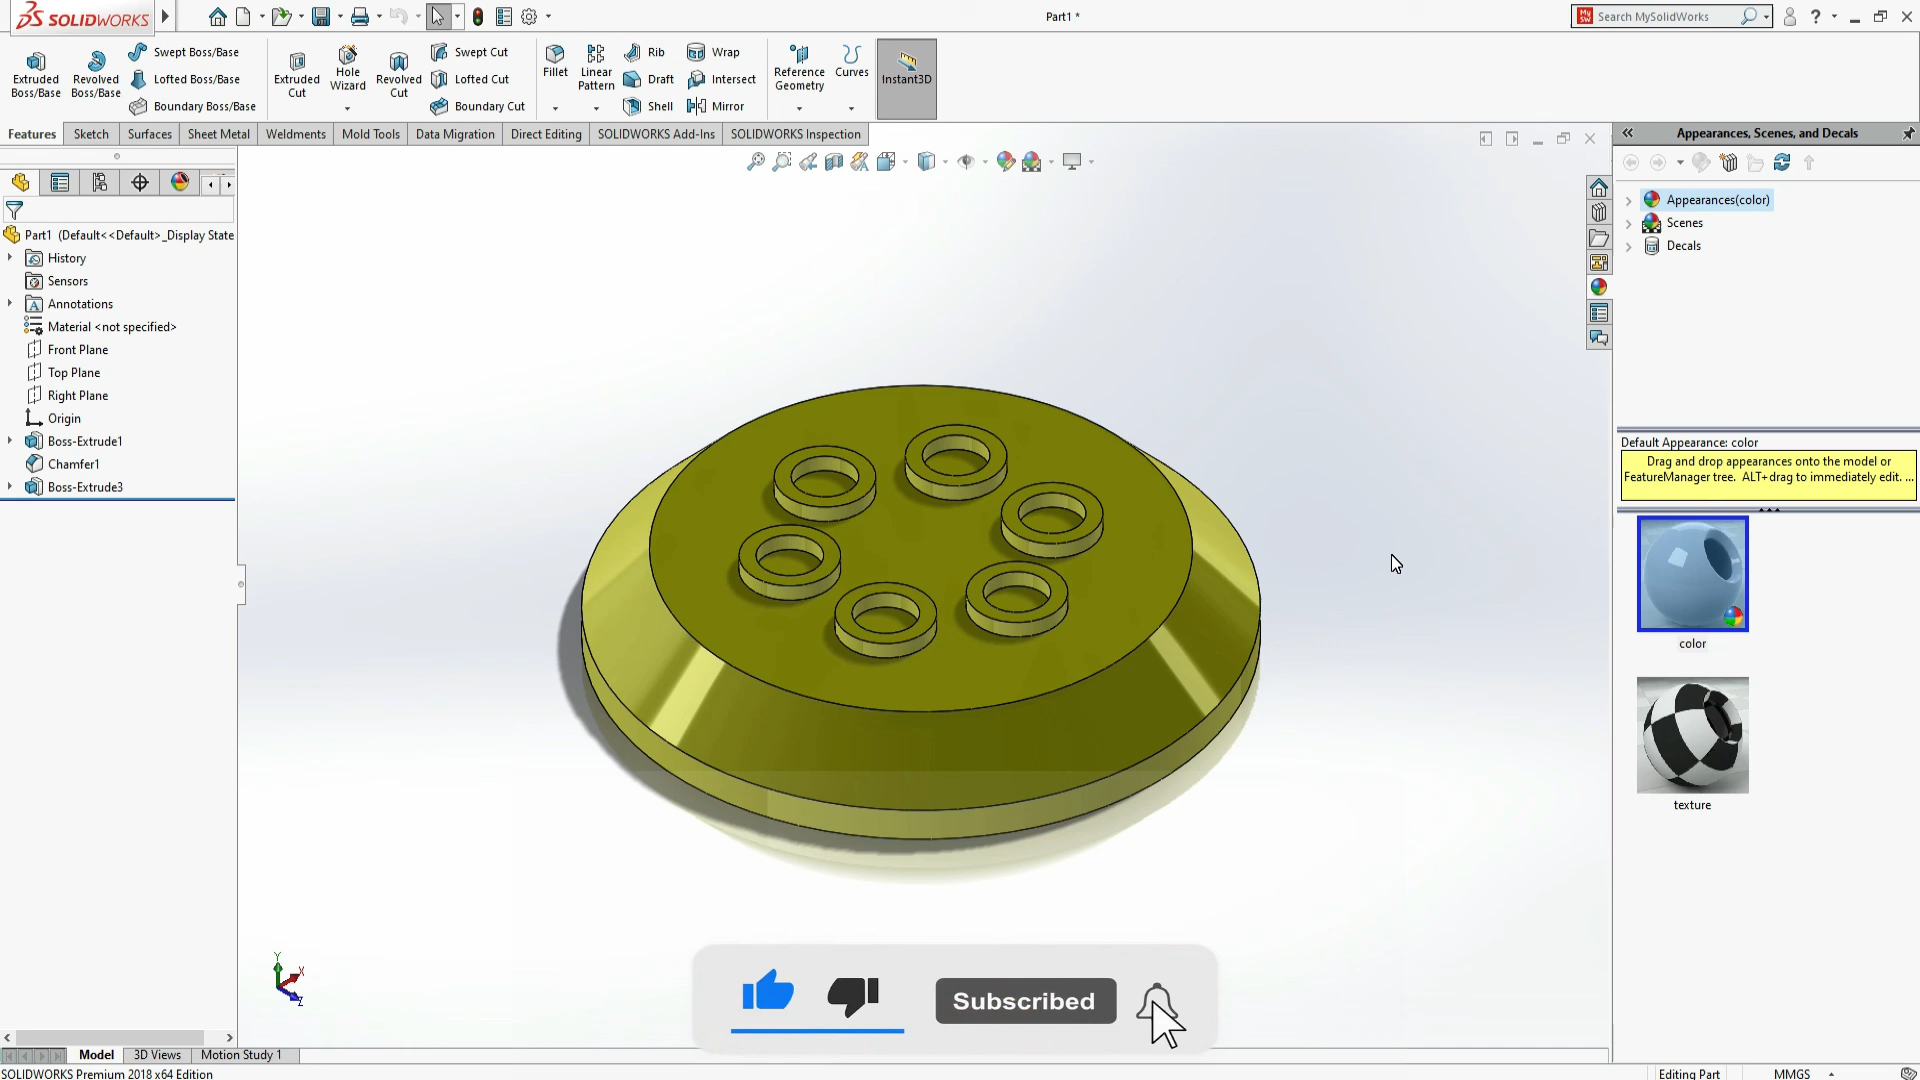 SOLIDWORKS
Part1 *
Search MySolidWorks
Extruded Boss/Base
Revolved Boss/Base
Swept Boss/Base
Lofted Boss/Base
Boundary Boss/Base
Extruded Cut
Hole Wizard
Revolved Cut
Swept Cut
Lofted Cut
Boundary Cut
Fillet
Linear Pattern
Rib
Draft
Shell
Wrap
Intersect
Mirror
Reference Geometry
Curves
Instant3D
Features
Sketch
Surfaces
Sheet Metal
Weldments
Mold Tools
Data Migration
Direct Editing
SOLIDWORKS Add-Ins
SOLIDWORKS Inspection
Part1 (Default<<Default>_Display State
History
Sensors
Annotations
Material <not specified>
Front Plane
Top Plane
Right Plane
Origin
Boss-Extrude1
Chamfer1
Boss-Extrude3
Y
X
Z
Appearances, Scenes, and Decals
Appearances(color)
Scenes
Decals
Default Appearance: color
Drag and drop appearances onto the model or
FeatureManager tree. ALT+drag to immediately edit. ...
color
texture
Subscribed
Model
3D Views
Motion Study 1
SOLIDWORKS Premium 2018 x64 Edition
Editing Part
MMGS